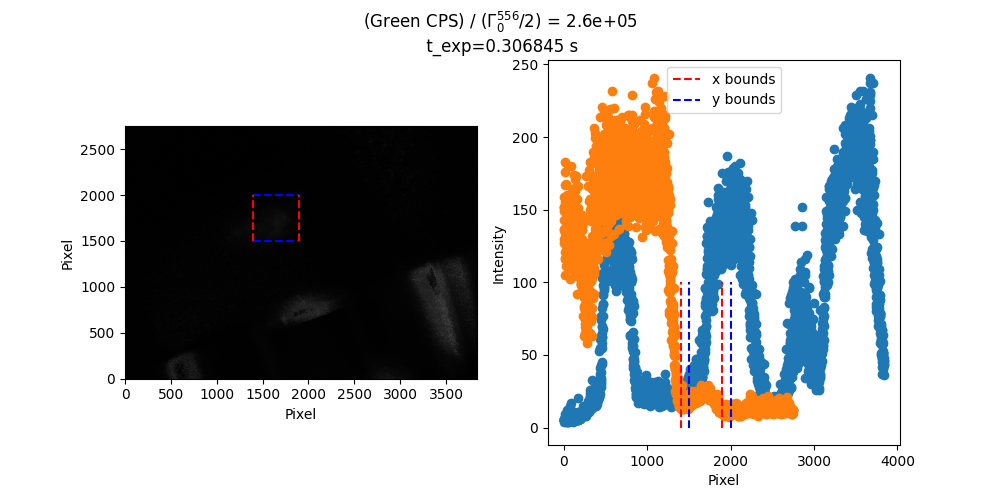 (Green CPS) / (Γ₀⁵⁵⁶/2) = 2.6e+05
t_exp=0.306845 s
2500
2000
1500
1000
500
0
Pixel
0 500 1000 1500 2000 2500 3000 3500
Pixel
250
200
150
100
50
0
Intensity
x bounds
y bounds
0 1000 2000 3000 4000
Pixel